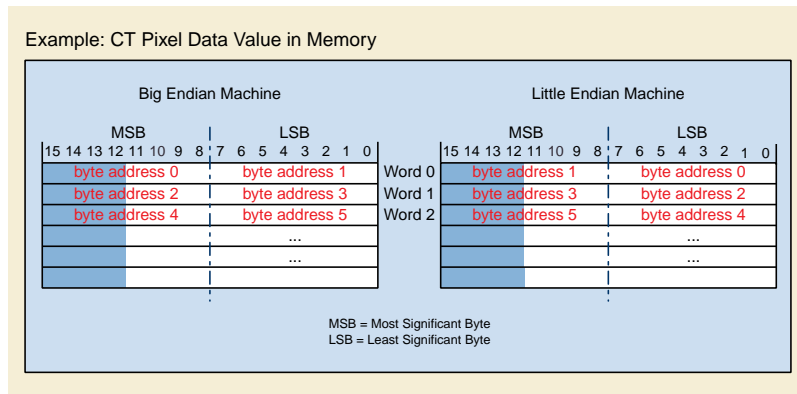 Example: CT Pixel Data Value in Memory
Big Endian Machine
Little Endian Machine
MSB LSB
MSB LSB
15 14 13 12 11 10 9 8 7 6 5 4 3 2 1 0
15 14 13 12 11 10 9 8 7 6 5 4 3 2 1 0
byte address 0 byte address 1 Word 0 byte address 1 byte address 0
byte address 2 byte address 3 Word 1 byte address 3 byte address 2
byte address 4 byte address 5 Word 2 byte address 5 byte address 4
... ...
... ...
MSB = Most Significant Byte
LSB = Least Significant Byte